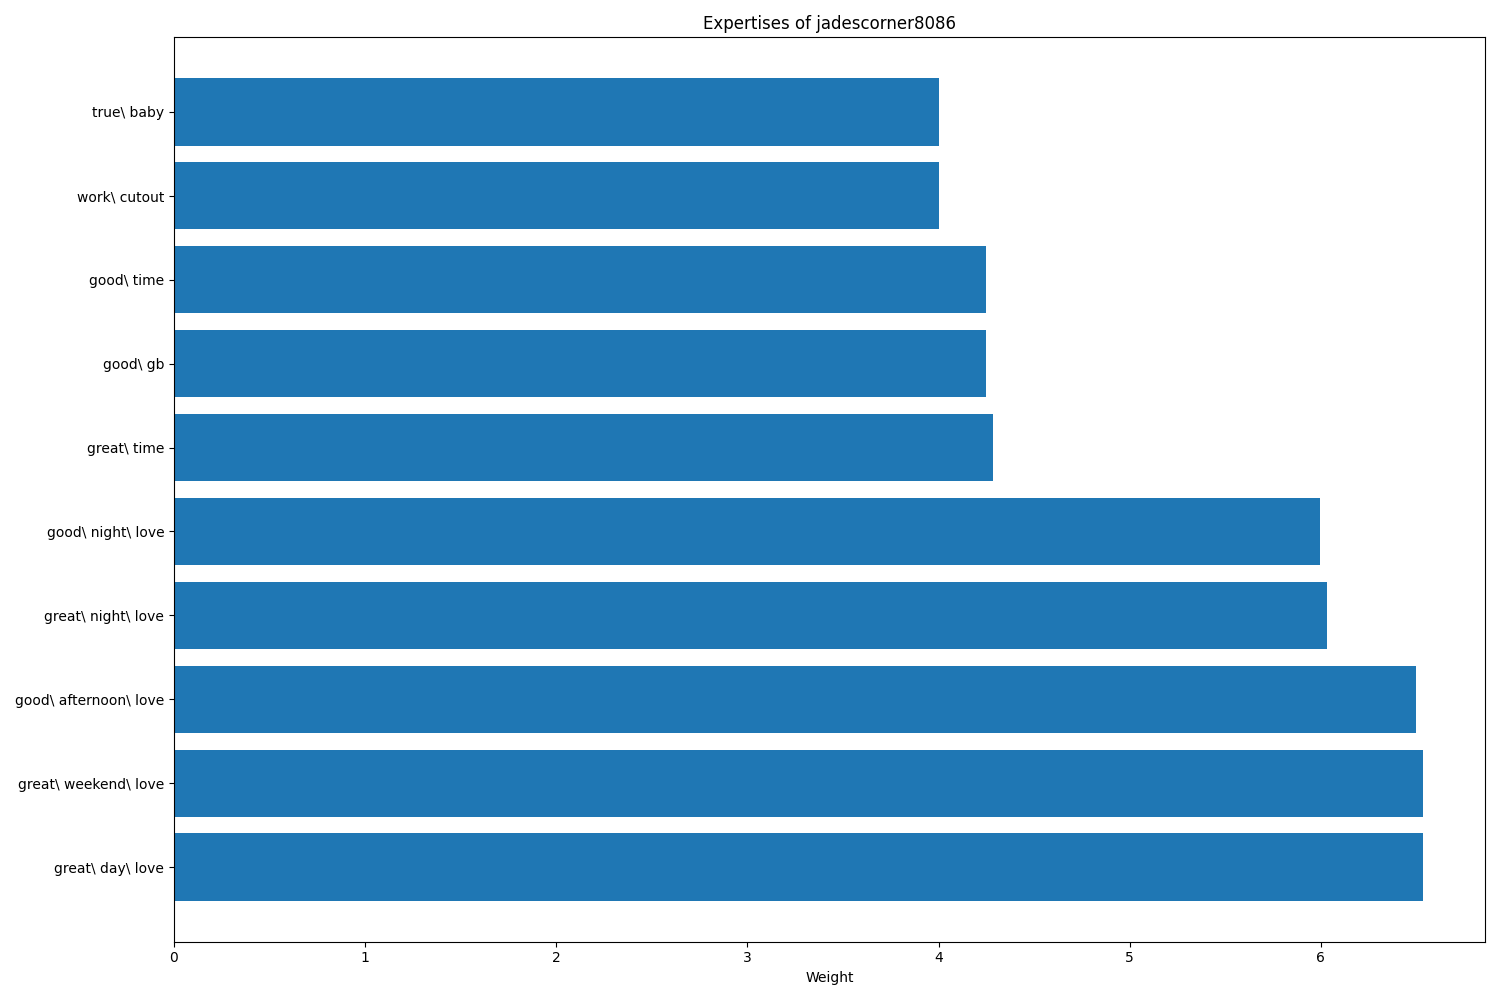 Expertises of jadescorner8086
true\ baby
work\ cutout
good\ time
good\ gb
great\ time
good\ night\ love
great\ night\ love
good\ afternoon\ love
great\ weekend\ love
great\ day\ love
0 1 2 3 4 5 6
Weight